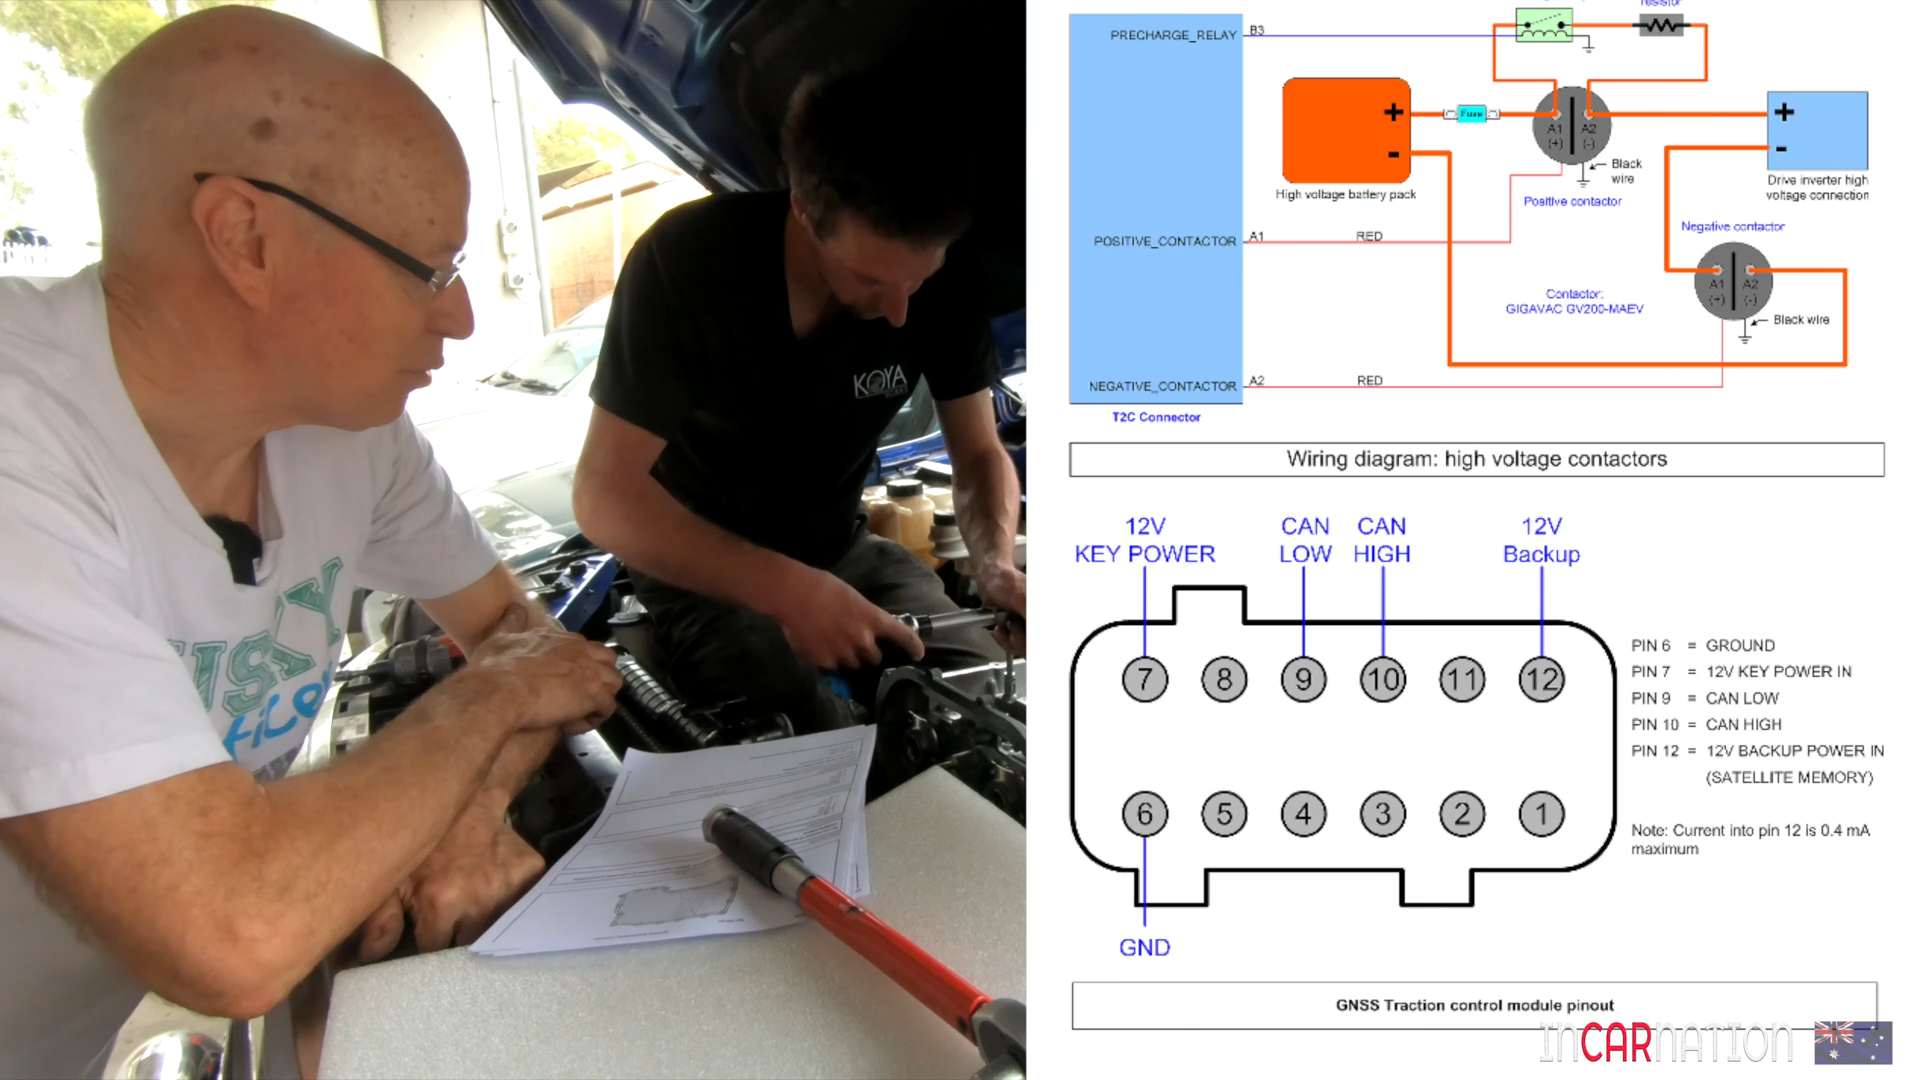 KOYA
USKY
resistor
PRECHARGE_RELAY
B3
+
Fuse
A1
A2
(+)
(-)
+
-
-
Black
wire
High voltage battery pack
Drive inverter high
voltage connection
Positive contactor
Negative contactor
POSITIVE_CONTACTOR
A1
RED
A1
A2
(+)
(-)
Contactor:
GIGAVAC GV200-MAEV
Black wire
NEGATIVE_CONTACTOR
A2
RED
T2C Connector
Wiring diagram: high voltage contactors
12V
KEY POWER
CAN
LOW
CAN
HIGH
12V
Backup
7 8 9 10 11 12
6 5 4 3 2 1
GND
PIN 6 = GROUND
PIN 7 = 12V KEY POWER IN
PIN 9 = CAN LOW
PIN 10 = CAN HIGH
PIN 12 = 12V BACKUP POWER IN
(SATELLITE MEMORY)
Note: Current into pin 12 is 0.4 mA
maximum
GNSS Traction control module pinout
INCARNATION